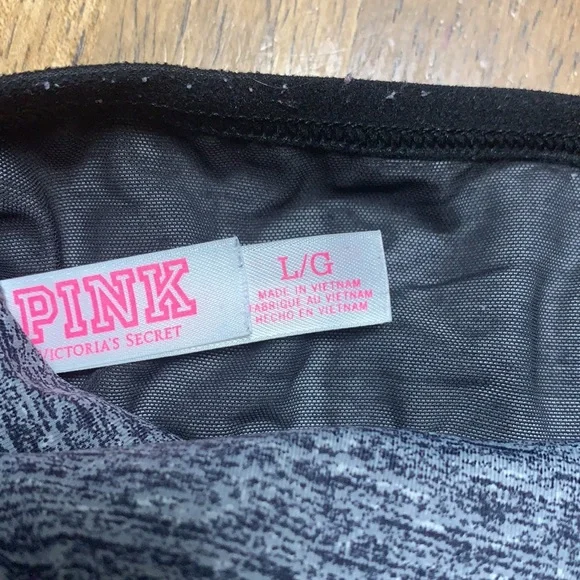 PINK
VICTORIA'S SECRET
L/G
MADE IN VIETNAM
FABRIQUÉ AU VIETNAM
HECHO EN VIETNAM